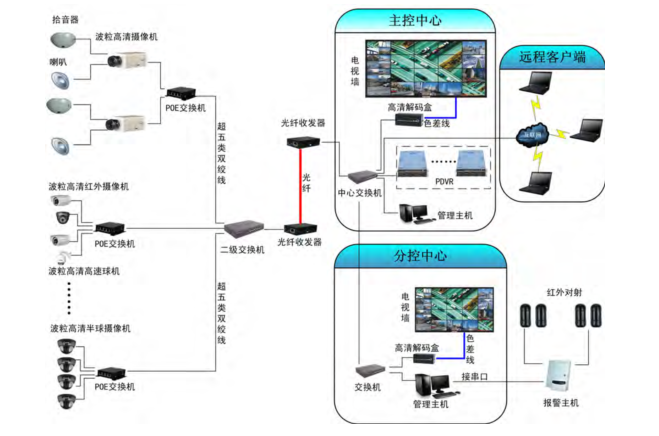 拾音器
波粒高清摄像机
喇叭
POE交换机
超五类双绞线
波粒高清红外摄像机
POE交换机
波粒高清高速球机
波粒高清半球摄像机
POE交换机
超五类双绞线
二级交换机
光纤收发器
光纤
光纤收发器
主控中心
电视墙
高清解码盒
色差线
中心交换机
PDVR
管理主机
远程客户端
分控中心
电视墙
高清解码盒
色差线
交换机
管理主机
接串口
红外对射
报警主机